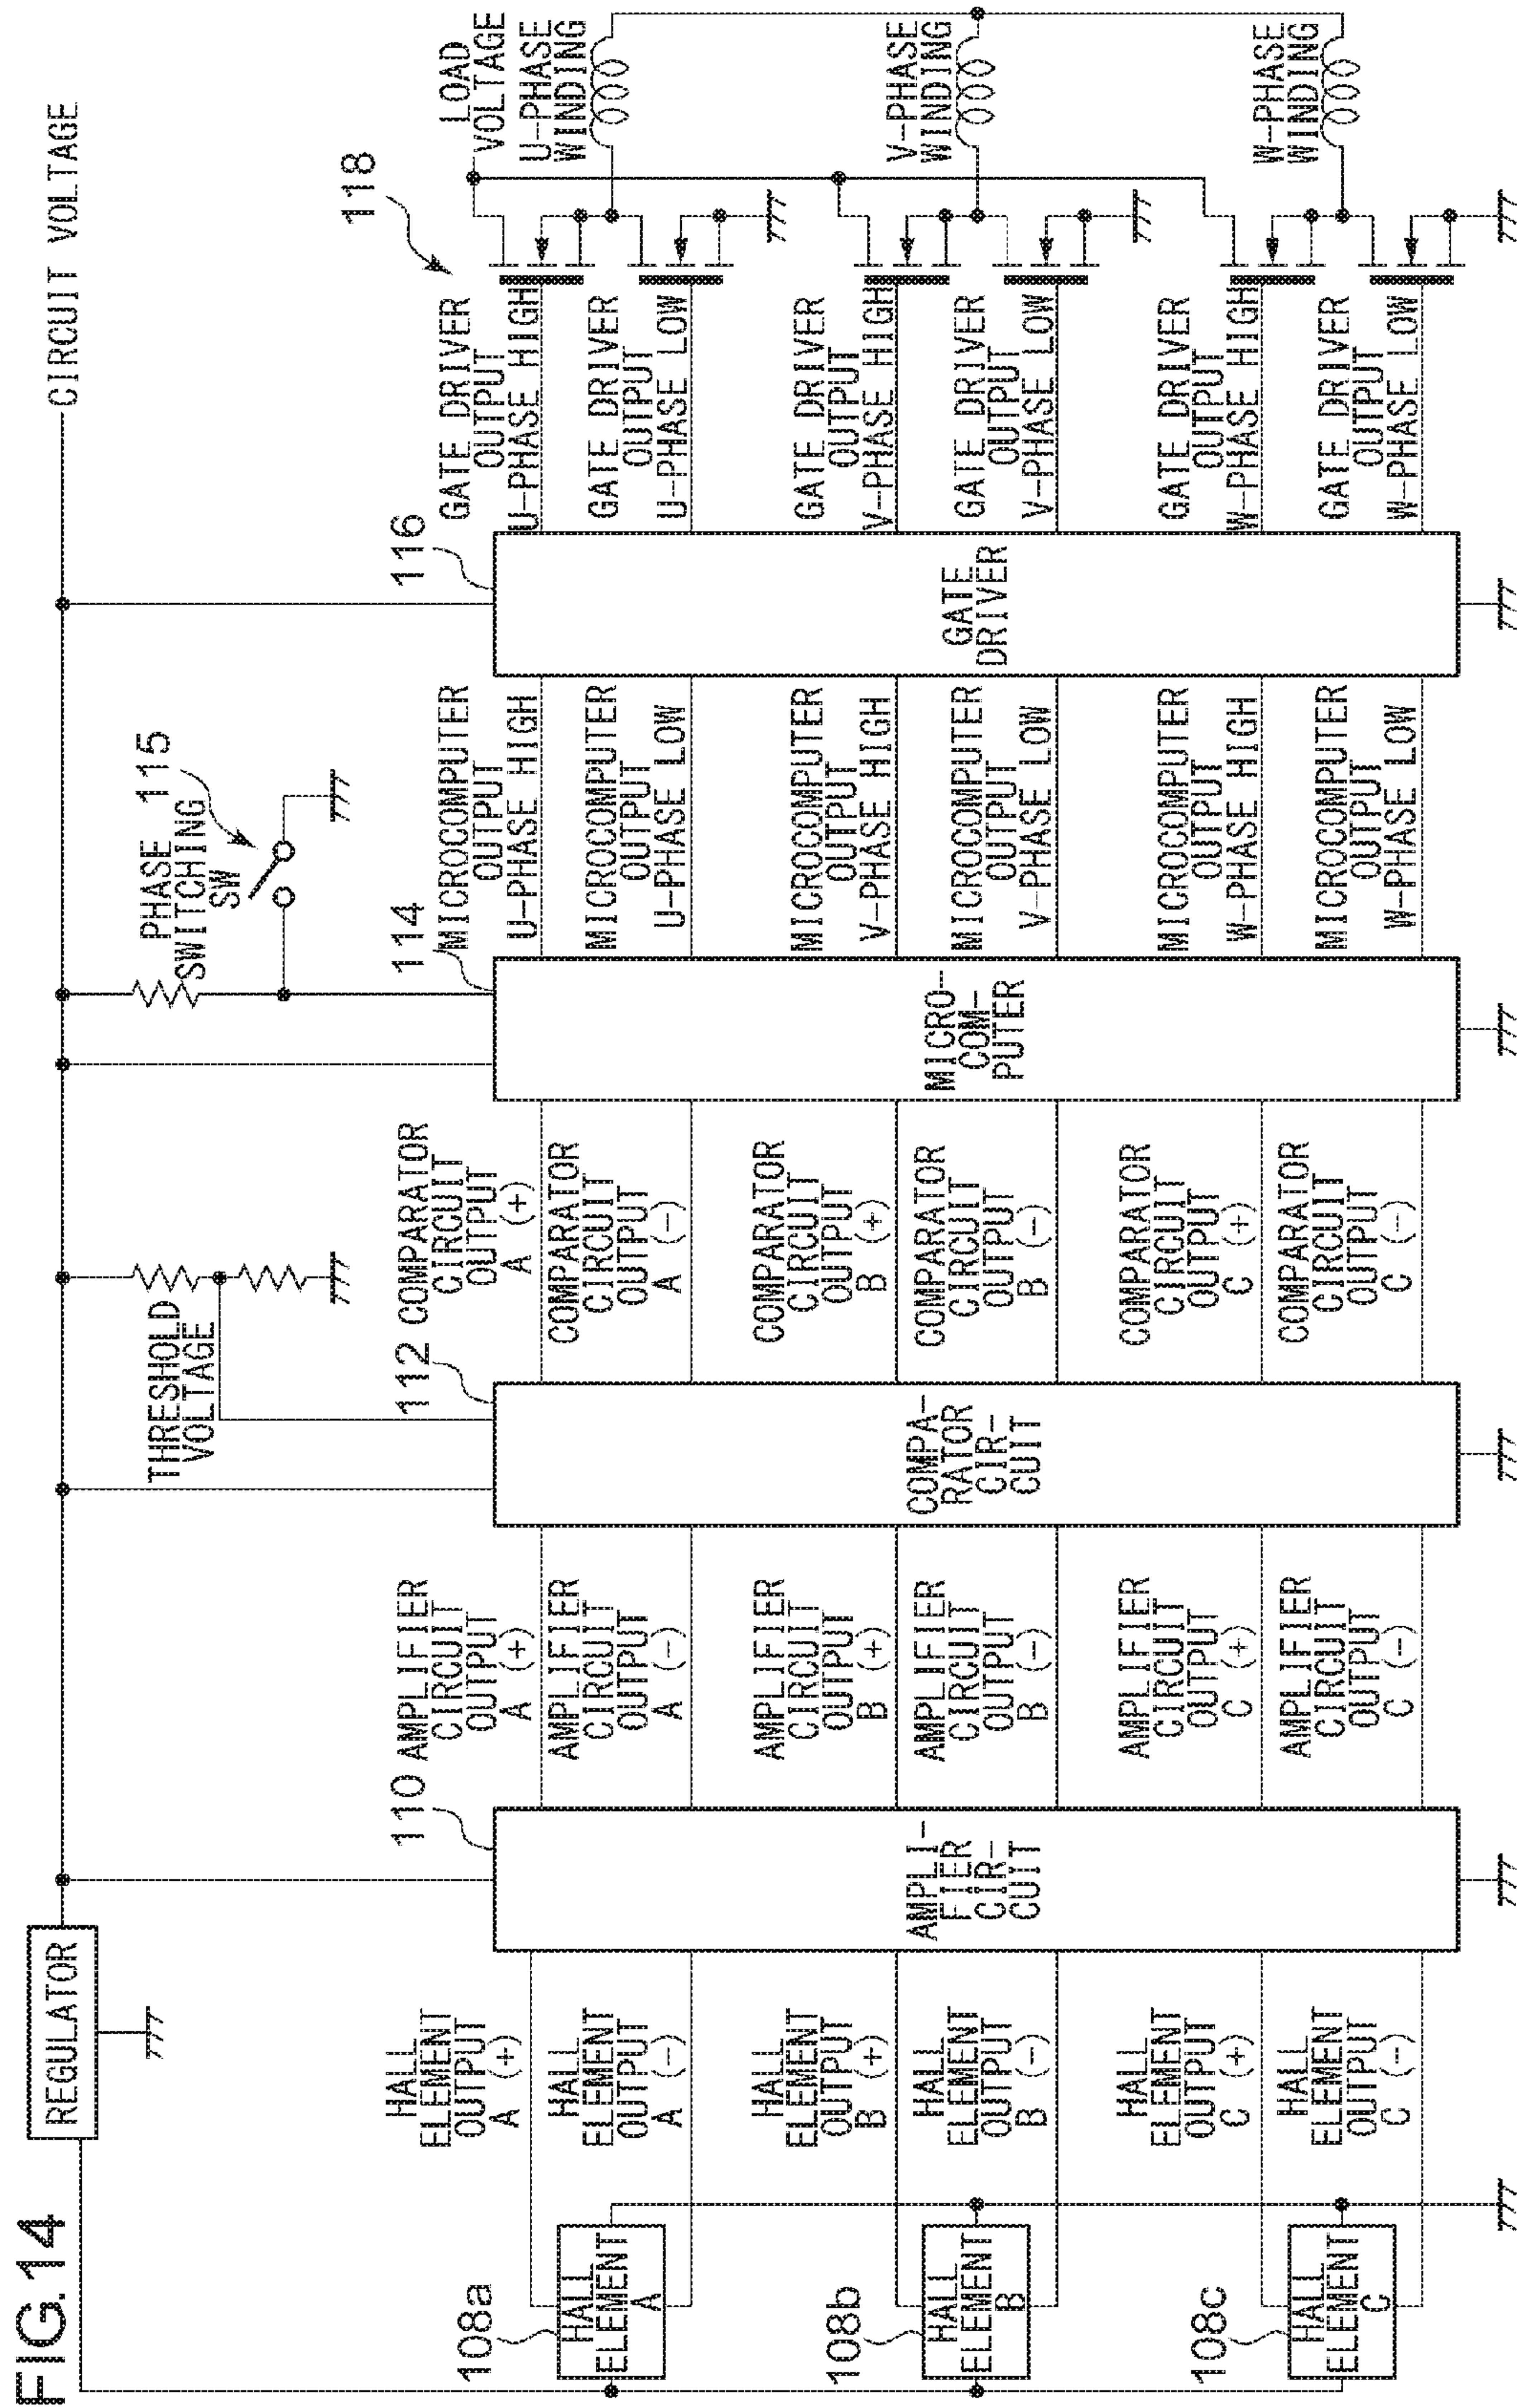 FIG.14
REGULATOR
CIRCUIT VOLTAGE
THRESHOLD
VOLTAGE
PHASE
SWITCHING
SW
115
108a
HALL
ELEMENT
A
108b
HALL
ELEMENT
B
108c
HALL
ELEMENT
C
HALL
ELEMENT
OUTPUT
A (+)
HALL
ELEMENT
OUTPUT
A (-)
HALL
ELEMENT
OUTPUT
B (+)
HALL
ELEMENT
OUTPUT
B (-)
HALL
ELEMENT
OUTPUT
C (+)
HALL
ELEMENT
OUTPUT
C (-)
110
AMPLI-
FIER
CIR-
CUIT
AMPLIFIER
CIRCUIT
OUTPUT
A (+)
AMPLIFIER
CIRCUIT
OUTPUT
A (-)
AMPLIFIER
CIRCUIT
OUTPUT
B (+)
AMPLIFIER
CIRCUIT
OUTPUT
B (-)
AMPLIFIER
CIRCUIT
OUTPUT
C (+)
AMPLIFIER
CIRCUIT
OUTPUT
C (-)
112
COMPA-
RATOR
CIR-
CUIT
COMPARATOR
CIRCUIT
OUTPUT
A (+)
COMPARATOR
CIRCUIT
OUTPUT
A (-)
COMPARATOR
CIRCUIT
OUTPUT
B (+)
COMPARATOR
CIRCUIT
OUTPUT
B (-)
COMPARATOR
CIRCUIT
OUTPUT
C (+)
COMPARATOR
CIRCUIT
OUTPUT
C (-)
114
MICRO-
COM-
PUTER
MICROCOMPUTER
OUTPUT
U-PHASE HIGH
MICROCOMPUTER
OUTPUT
U-PHASE LOW
MICROCOMPUTER
OUTPUT
V-PHASE HIGH
MICROCOMPUTER
OUTPUT
V-PHASE LOW
MICROCOMPUTER
OUTPUT
W-PHASE HIGH
MICROCOMPUTER
OUTPUT
W-PHASE LOW
116
GATE
DRIVER
GATE DRIVER
OUTPUT
U-PHASE HIGH
GATE DRIVER
OUTPUT
U-PHASE LOW
GATE DRIVER
OUTPUT
V-PHASE HIGH
GATE DRIVER
OUTPUT
V-PHASE LOW
GATE DRIVER
OUTPUT
W-PHASE HIGH
GATE DRIVER
OUTPUT
W-PHASE LOW
118
LOAD
VOLTAGE
U-PHASE
WINDING
V-PHASE
WINDING
W-PHASE
WINDING